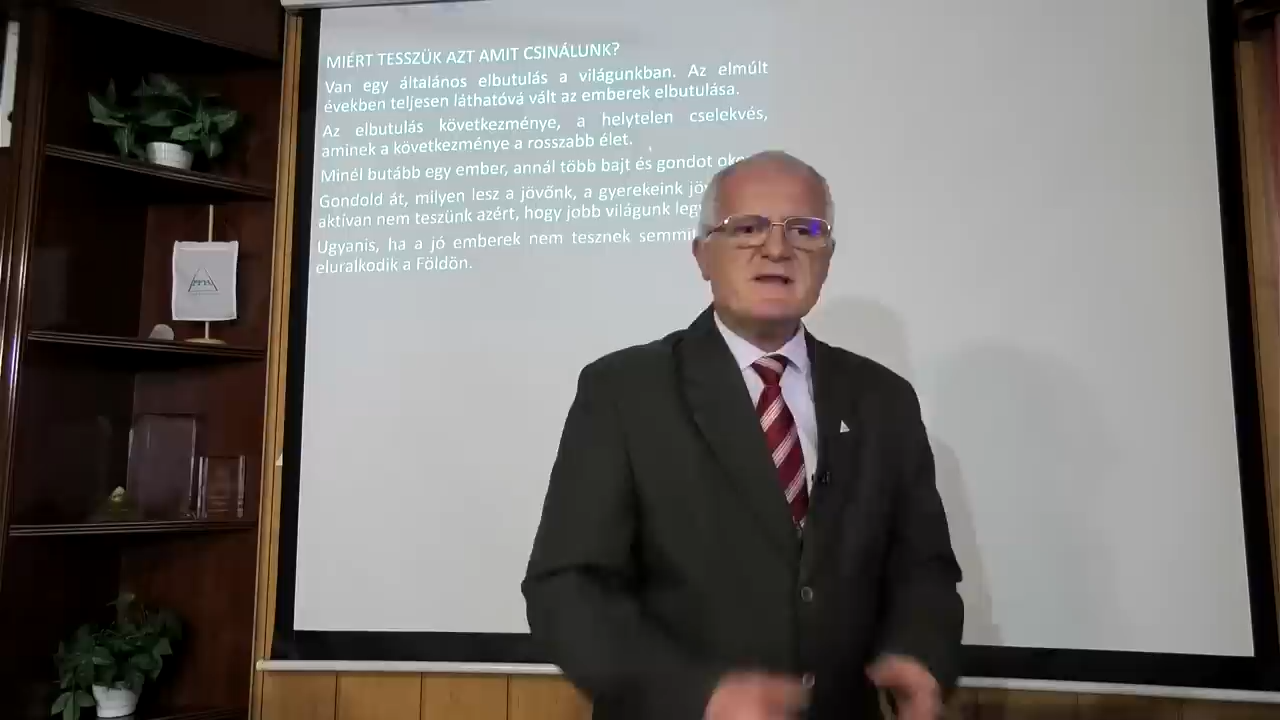 MIÉRT TESSZÜK AZT AMIT CSINÁLUNK?
Van egy általános elbutulás a világunkban. Az elmúlt
években teljesen láthatóvá vált az emberek elbutulása.
Az elbutulás következménye, a helytelen cselekvés,
aminek a következménye a rosszabb élet.
Minél butább egy ember, annál több bajt és gondot
Gondold át, milyen lesz a jövőnk, a gyerekeink
aktívan nem teszünk azért, hogy jobb világunk
Ugyanis, ha a jó emberek nem tesznek
eluralkodik a Földön.